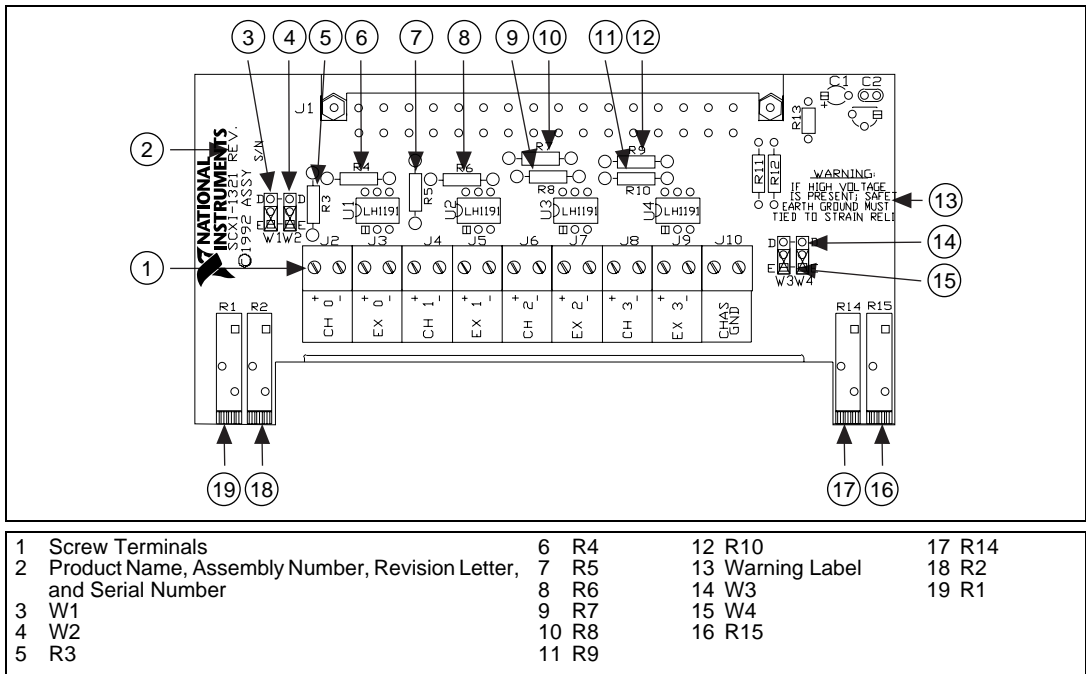 3 4 5 6 7 8 9 10 11 12
J1
C1 C2
+
R13
2
NATIONAL
INSTRUMENTS
SCXI-1321 REV.
©1992 ASSY S/N
R4
R6
R7
R8
R9
R10
R3
R5
R11
R12
WARNING:
IF HIGH VOLTAGE
IS PRESENT; SAFE
EARTH GROUND MUST
TIED TO STRAIN RELI
13
D D
E E
W1 W2
U1 LH1191
U2 LH1191
U3 LH1191
U4 LH1191
D D
E
W3 W4
14
15
1
J2 J3 J4 J5 J6 J7 J8 J9 J10
+ - + - + - + - + - + - + - + -
CH 0 EX 0 CH 1 EX 1 CH 2 EX 2 CH 3 EX 3 CHAS GND
R1 R2
R14 R15
19 18 17 16
1 Screw Terminals
2 Product Name, Assembly Number, Revision Letter,
and Serial Number
3 W1
4 W2
5 R3
6 R4
7 R5
8 R6
9 R7
10 R8
11 R9
12 R10
13 Warning Label
14 W3
15 W4
16 R15
17 R14
18 R2
19 R1